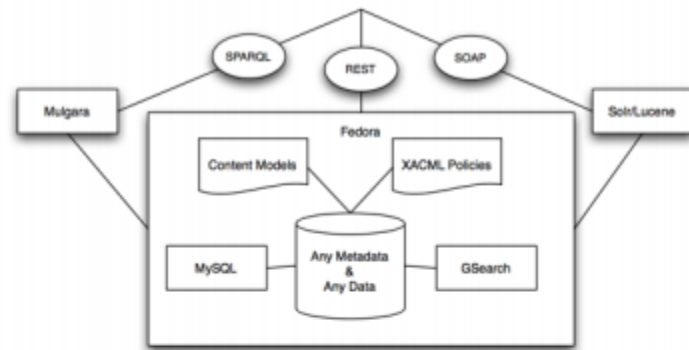 SPARQL
REST
SOAP
Mulgara
Solr/Lucene
Fedora
Content Models
XACML Policies
MySQL
Any Metadata
&
Any Data
GSearch